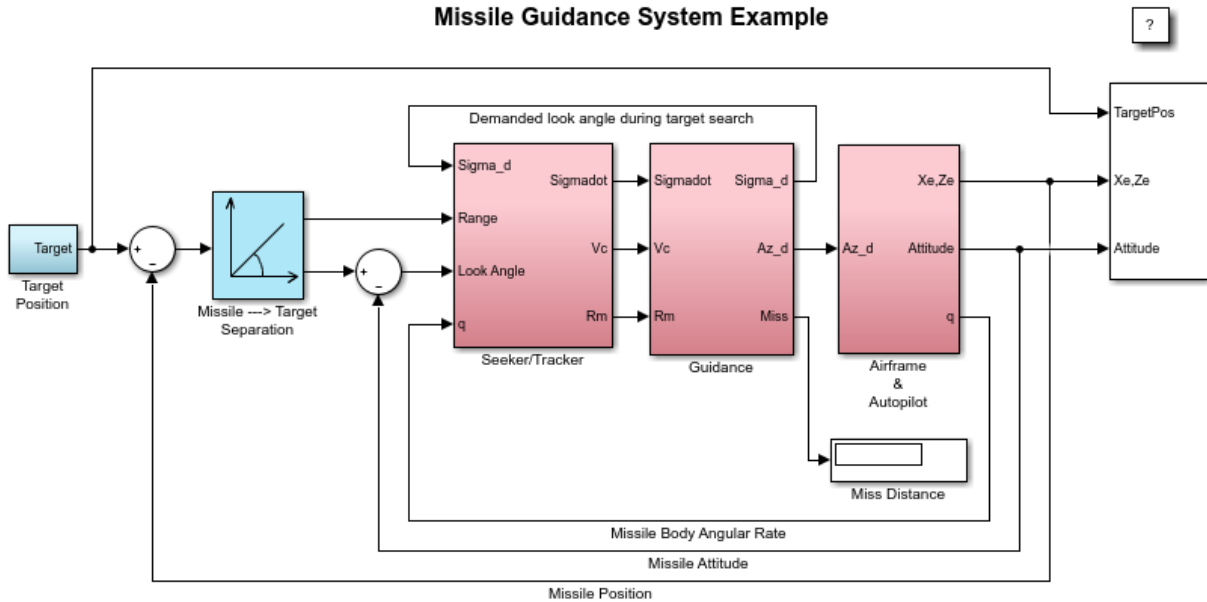 Missile Guidance System Example
?
TargetPos
Demanded look angle during target search
Sigma_d
Sigmadot
Sigmadot
Sigma_d
Xe,Ze
Xe,Ze
Range
Target
+
−
Vc
Vc
Az_d
Az_d
Attitude
Attitude
+
−
Look Angle
Target
Position
Missile ---> Target
Separation
q
Rm
Rm
Miss
q
Seeker/Tracker
Guidance
Airframe
&
Autopilot
Miss Distance
Missile Body Angular Rate
Missile Attitude
Missile Position